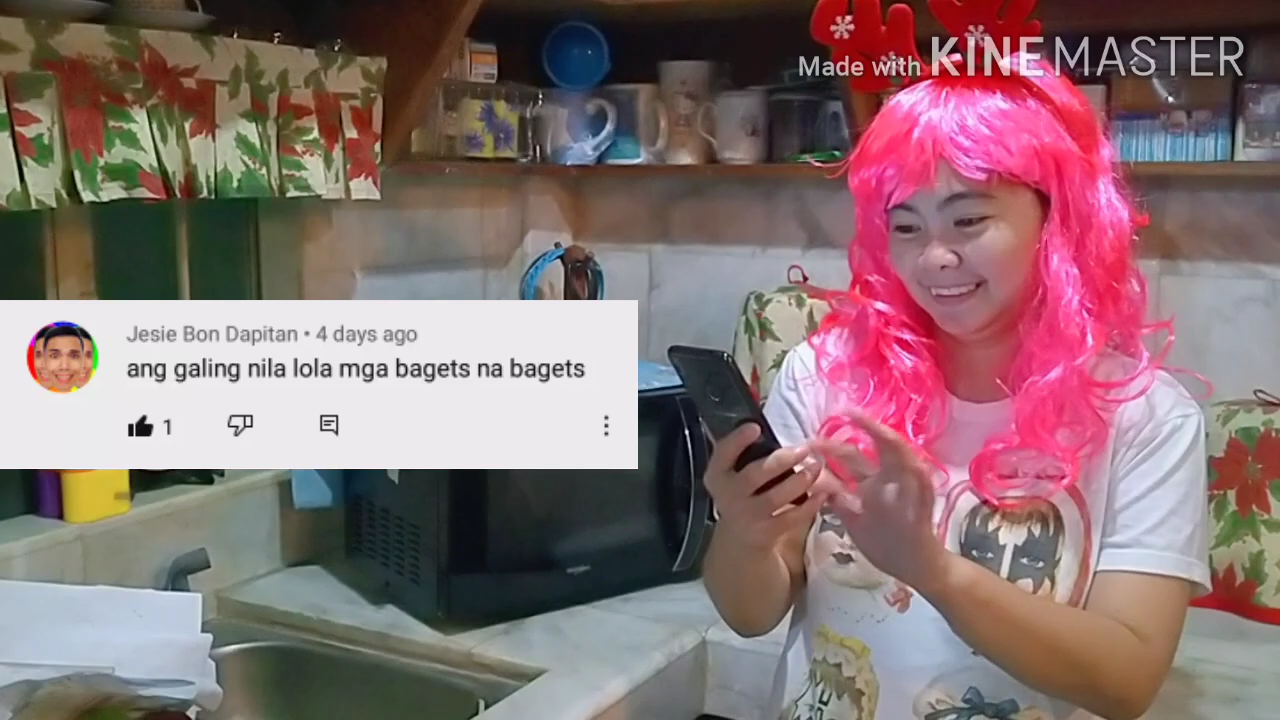 Made with KINEMASTER
Jesie Bon Dapitan • 4 days ago
ang galing nila lola mga bagets na bagets
1